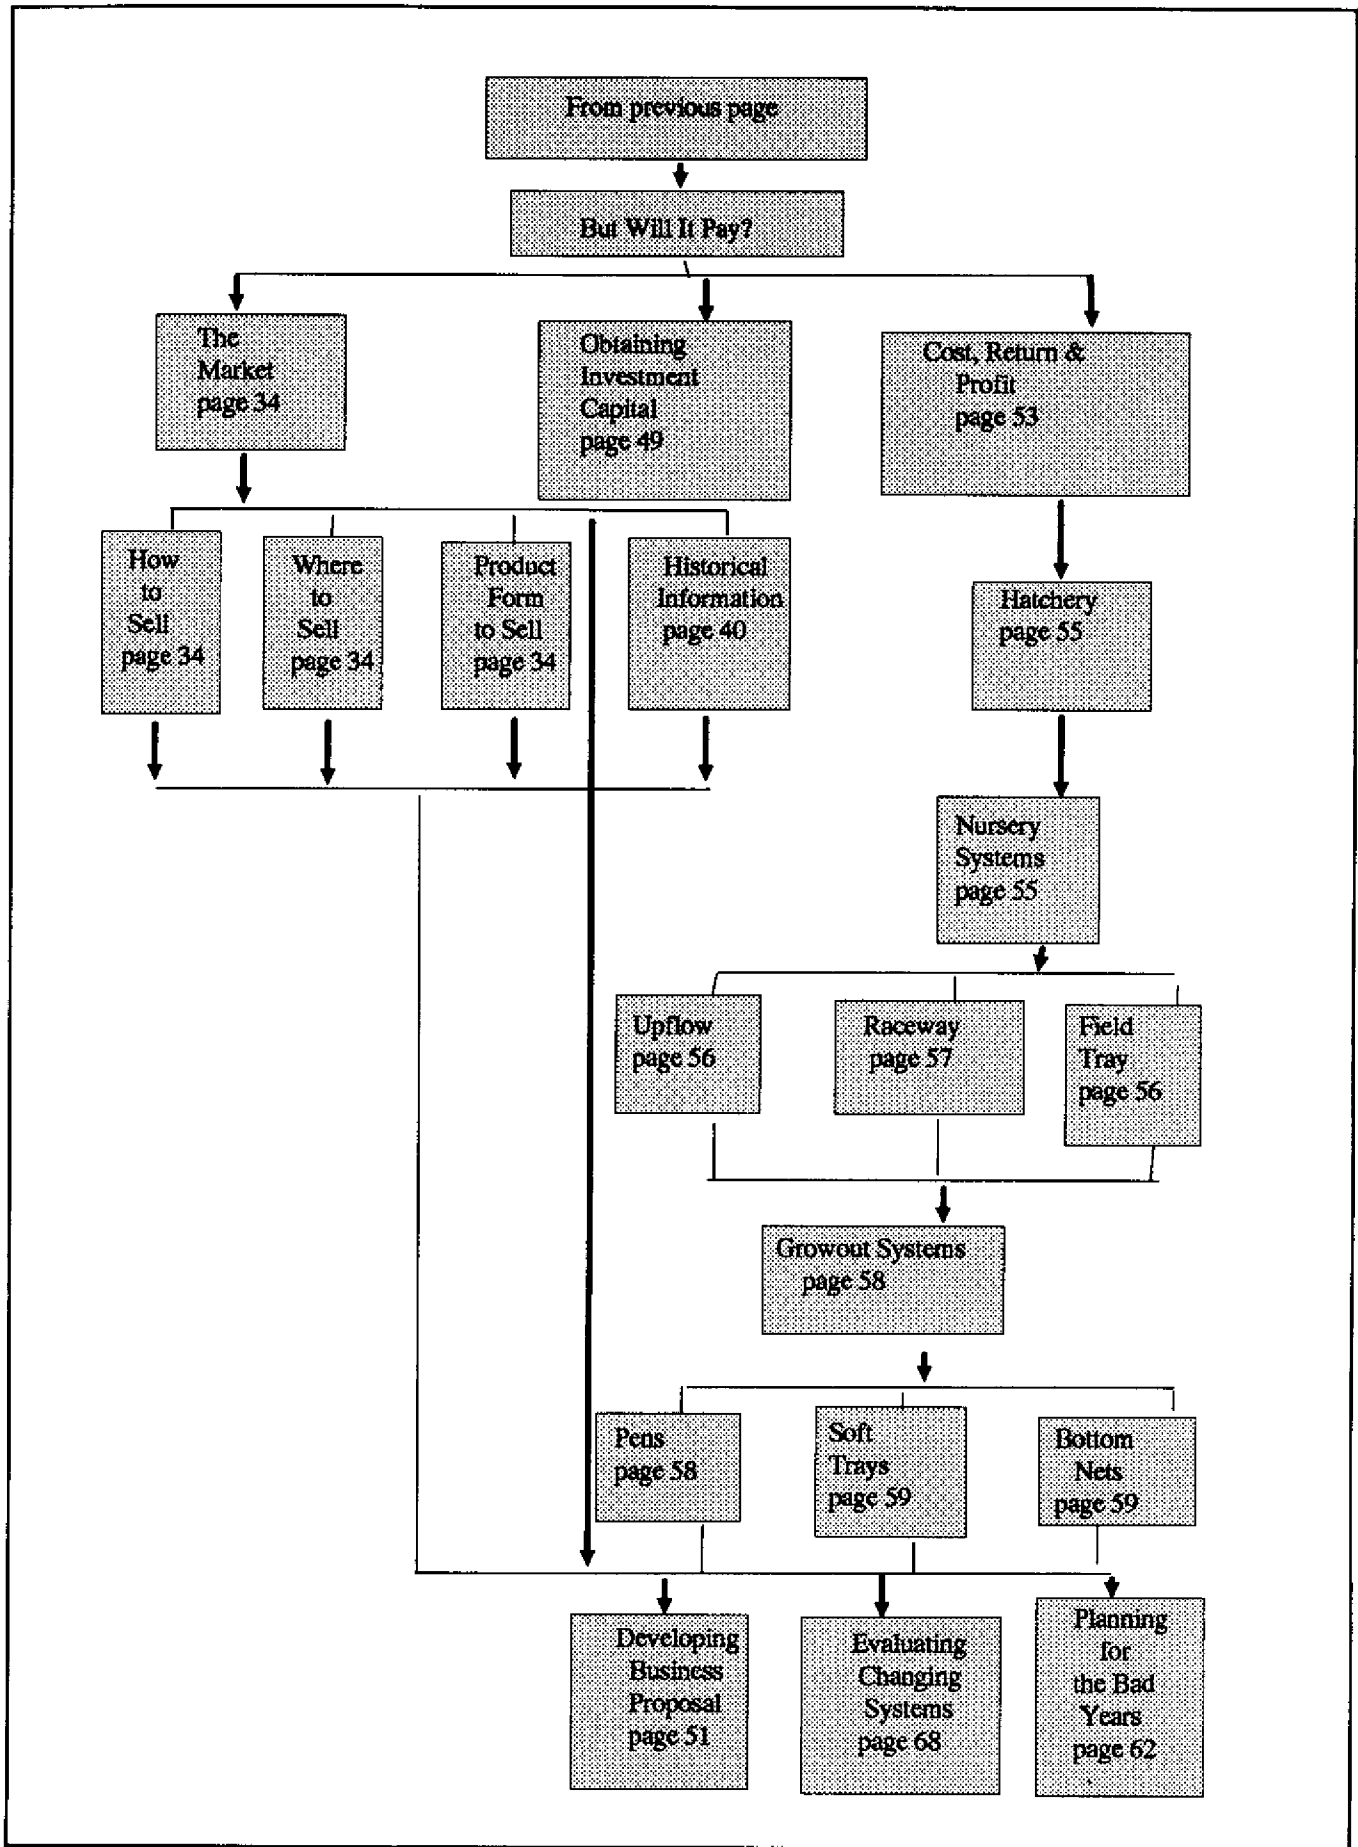 From previous page
But Will It Pay?
The
Market
page 34
Obtaining
Investment
Capital
page 49
Cost, Return &
Profit
page 53
How
to
Sell
page 34
Where
to
Sell
page 34
Product
Form
to Sell
page 34
Historical
Information
page 40
Hatchery
page 55
Nursery
Systems
page 55
Upflow
page 56
Raceway
page 57
Field
Tray
page 56
Growout Systems
page 58
Pens
page 58
Soft
Trays
page 59
Bottom
Nets
page 59
Developing
Business
Proposal
page 51
Evaluating
Changing
Systems
page 68
Planning
for
the Bad
Years
page 62